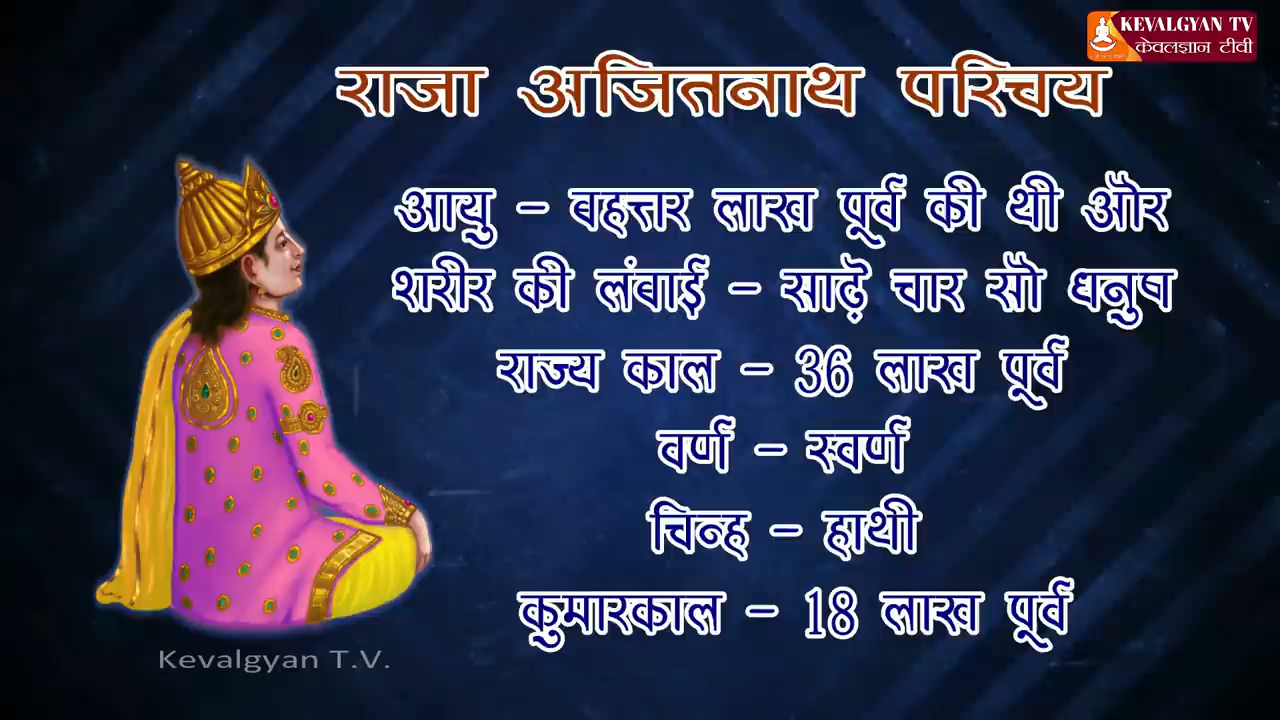 KEVALGYAN TV
केवलज्ञान टीवी
राजा अजितनाथ परिचय
आयु - बहत्तर लाख पूर्व की थी और
शरीर की लंबाई - साढ़े चार सौ धनुष
राज्य काल - 36 लाख पूर्व
वर्ण - स्वर्ण
चिन्ह - हाथी
कुमारकाल - 18 लाख पूर्व
Kevalgyan T.V.